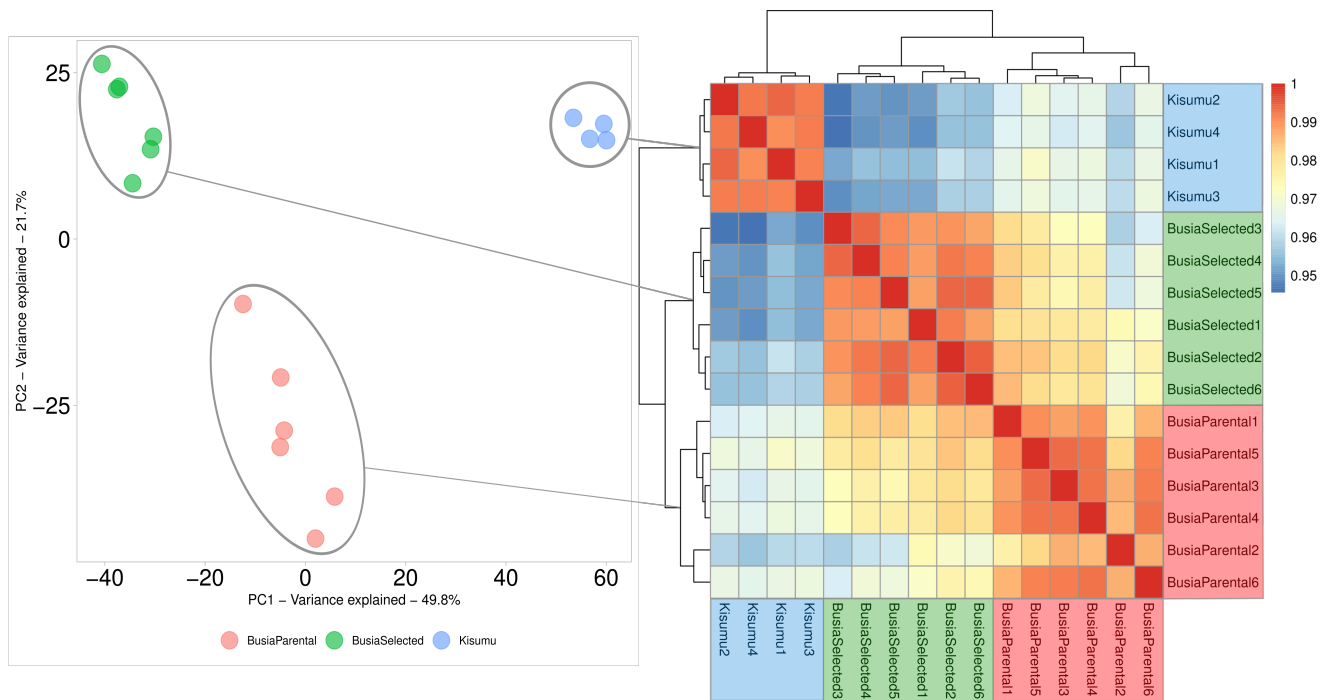 25
0
−25
PC2 − Variance explained − 21.7%
−40
−20
0
20
40
60
PC1 − Variance explained − 49.8%
BusiaParental
BusiaSelected
Kisumu
Kisumu2
Kisumu4
Kisumu1
Kisumu3
BusiaSelected3
BusiaSelected4
BusiaSelected5
BusiaSelected1
BusiaSelected2
BusiaSelected6
BusiaParental1
BusiaParental5
BusiaParental3
BusiaParental4
BusiaParental2
BusiaParental6
1
0.99
0.98
0.97
0.96
0.95
Kisumu2
Kisumu4
Kisumu1
Kisumu3
BusiaSelected3
BusiaSelected4
BusiaSelected5
BusiaSelected1
BusiaSelected2
BusiaSelected6
BusiaParental1
BusiaParental5
BusiaParental3
BusiaParental4
BusiaParental2
BusiaParental6